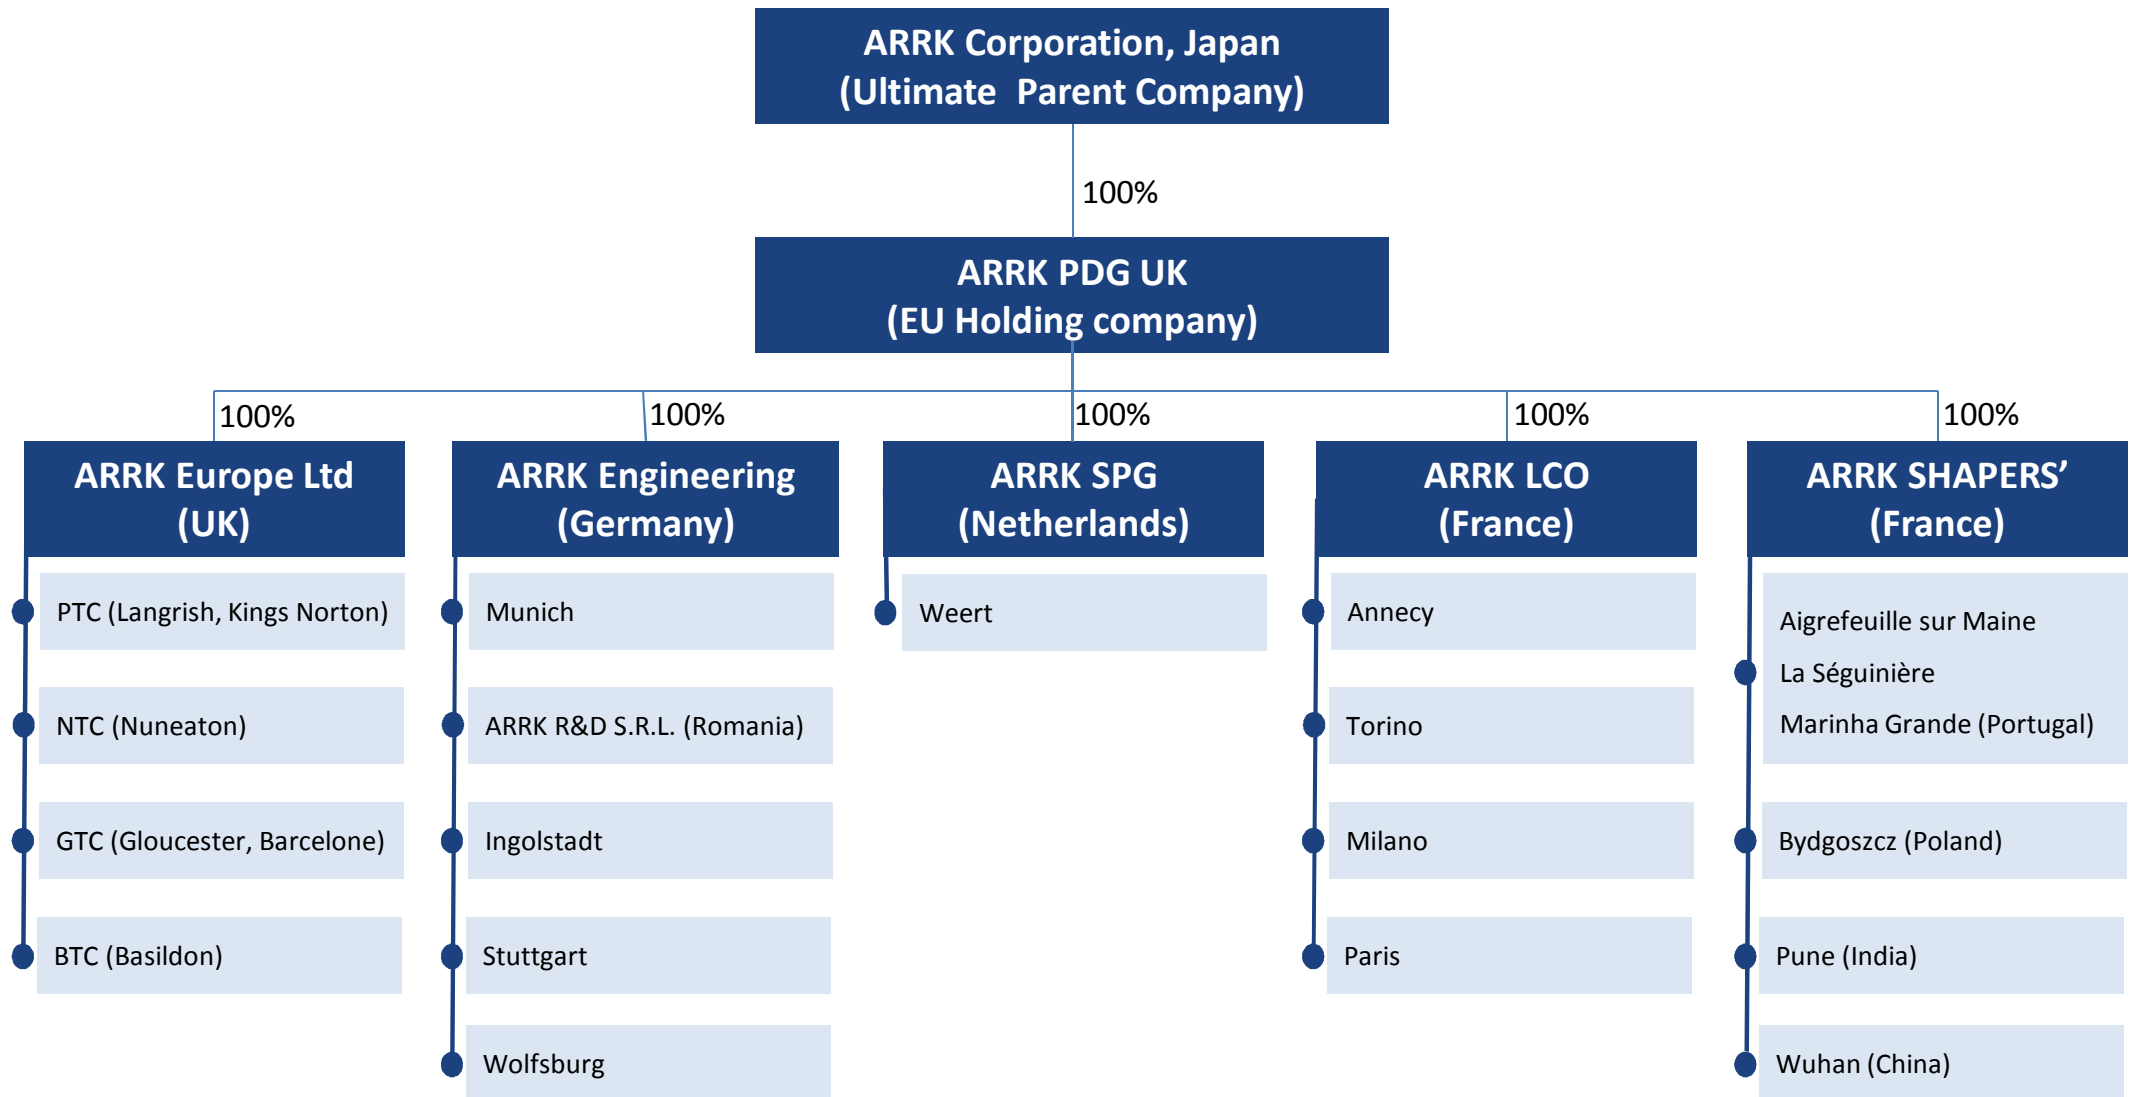 ARRK Corporation, Japan
(Ultimate Parent Company)
100%
ARRK PDG UK
(EU Holding company)
100%
100%
100%
100%
100%
ARRK Europe Ltd
(UK)
PTC (Langrish, Kings Norton)
NTC (Nuneaton)
GTC (Gloucester, Barcelone)
BTC (Basildon)
ARRK Engineering
(Germany)
Munich
ARRK R&D S.R.L. (Romania)
Ingolstadt
Stuttgart
Wolfsburg
ARRK SPG
(Netherlands)
Weert
ARRK LCO
(France)
Annecy
Torino
Milano
Paris
ARRK SHAPERS’
(France)
Aigrefeuille sur Maine
La Séguinière
Marinha Grande (Portugal)
Bydgoszcz (Poland)
Pune (India)
Wuhan (China)